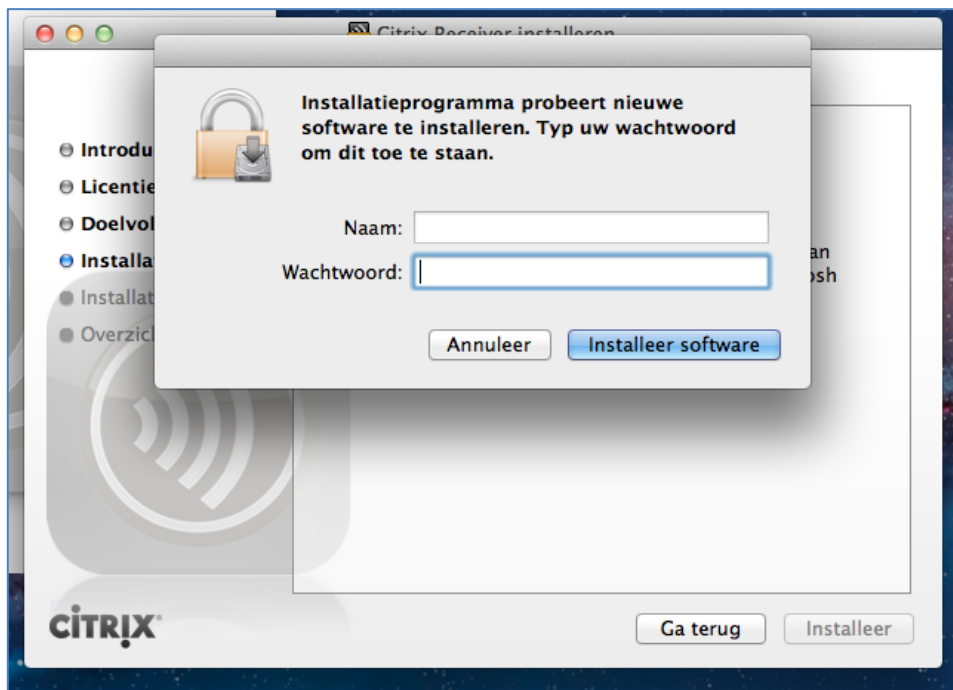 Citrix Receiver installeren
Installatieprogramma probeert nieuwe
software te installeren. Typ uw wachtwoord
om dit toe te staan.
Naam:
Wachtwoord:
Annuleer
Installeer software
Introdu
Licentie
Doelvol
Installa
Installat
Overzich
an
osh
CITRIX
Ga terug
Installeer